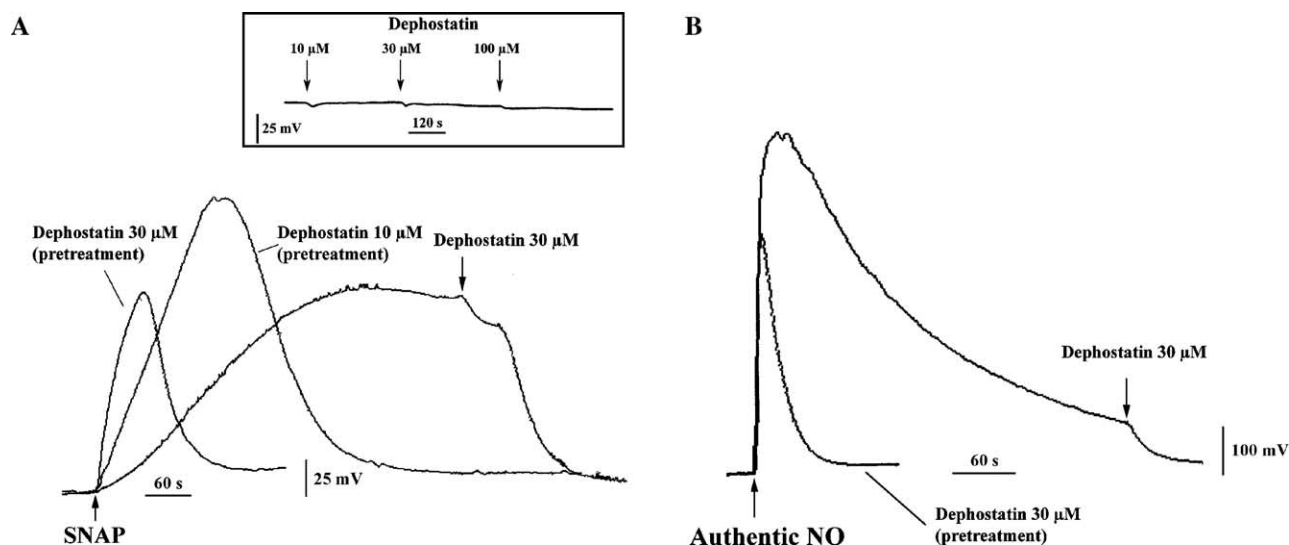 A
Dephostatin
10 µM 30 µM 100 µM
25 mV
120 s
Dephostatin 30 µM
(pretreatment)
Dephostatin 10 µM
(pretreatment)
Dephostatin 30 µM
60 s
25 mV
SNAP
B
Dephostatin 30 µM
60 s
100 mV
Dephostatin 30 µM
(pretreatment)
Authentic NO